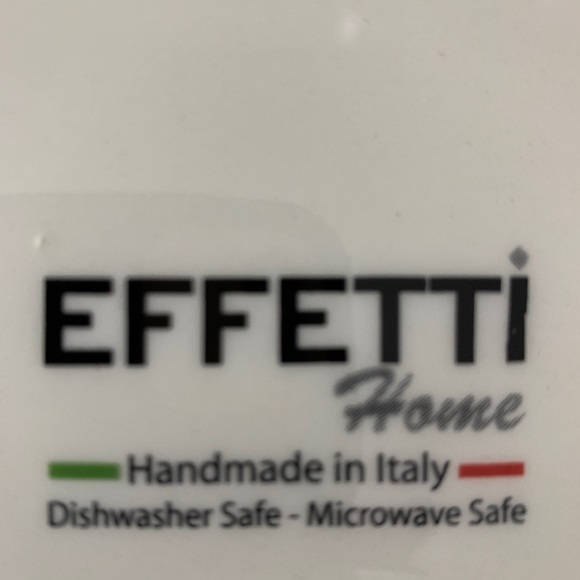 EFFETTi
Home
Handmade in Italy
Dishwasher Safe - Microwave Safe